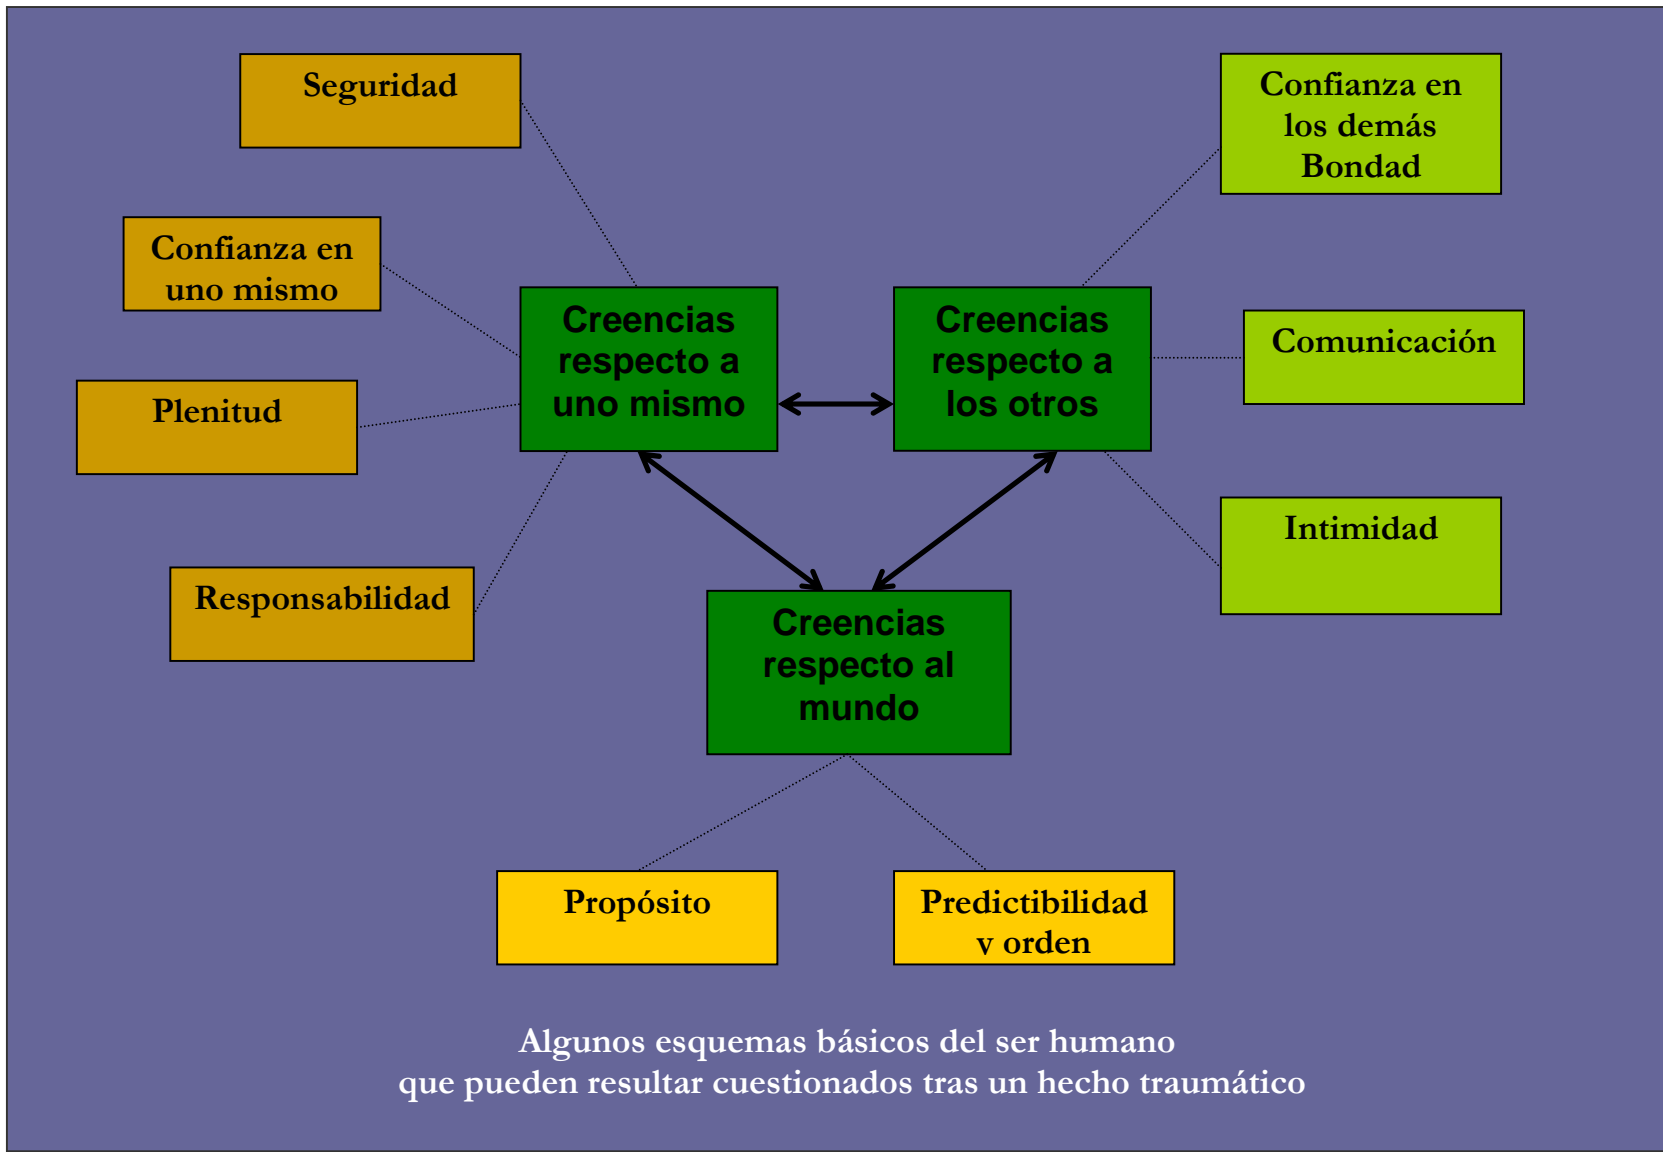 Seguridad
Confianza en
los demás
Bondad
Confianza en
uno mismo
Creencias
respecto a
uno mismo
Creencias
respecto a
los otros
Comunicación
Plenitud
Intimidad
Responsabilidad
Creencias
respecto al
mundo
Propósito
Predictibilidad
y orden
Algunos esquemas básicos del ser humano
que pueden resultar cuestionados tras un hecho traumático